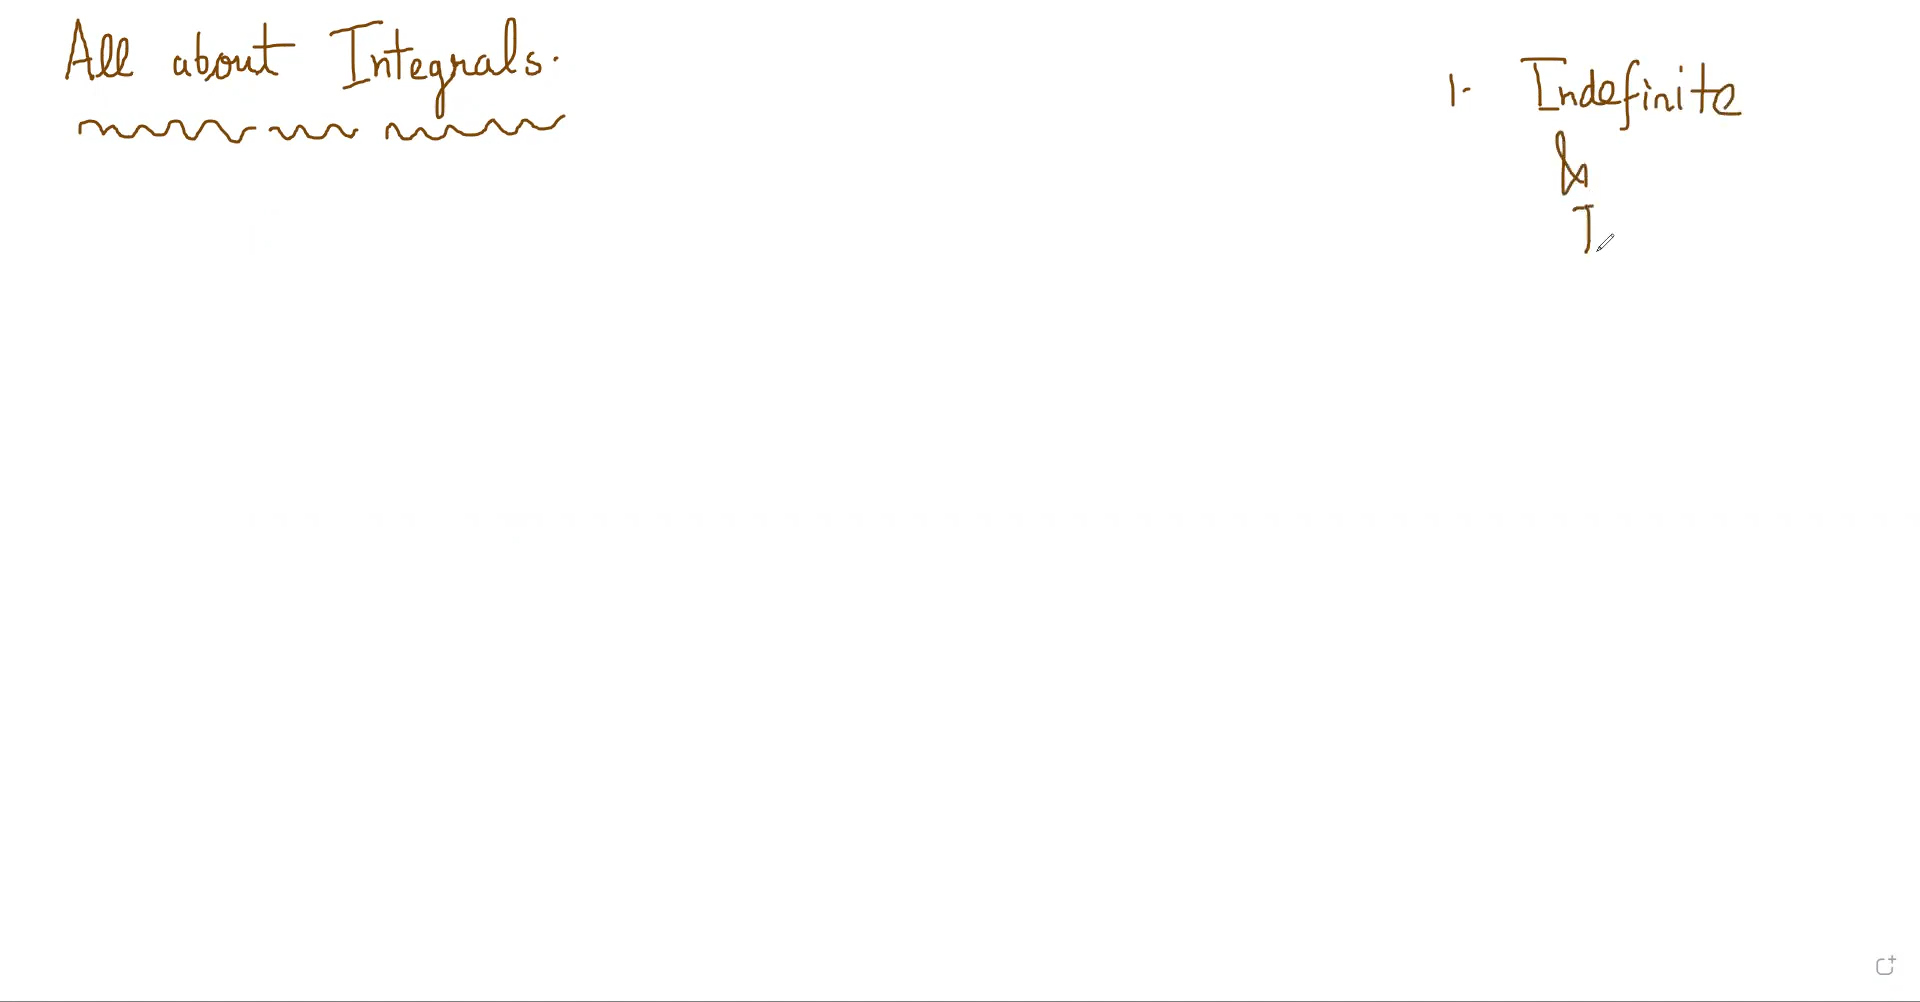 All about Integrals.
1. Indefinite
&
I